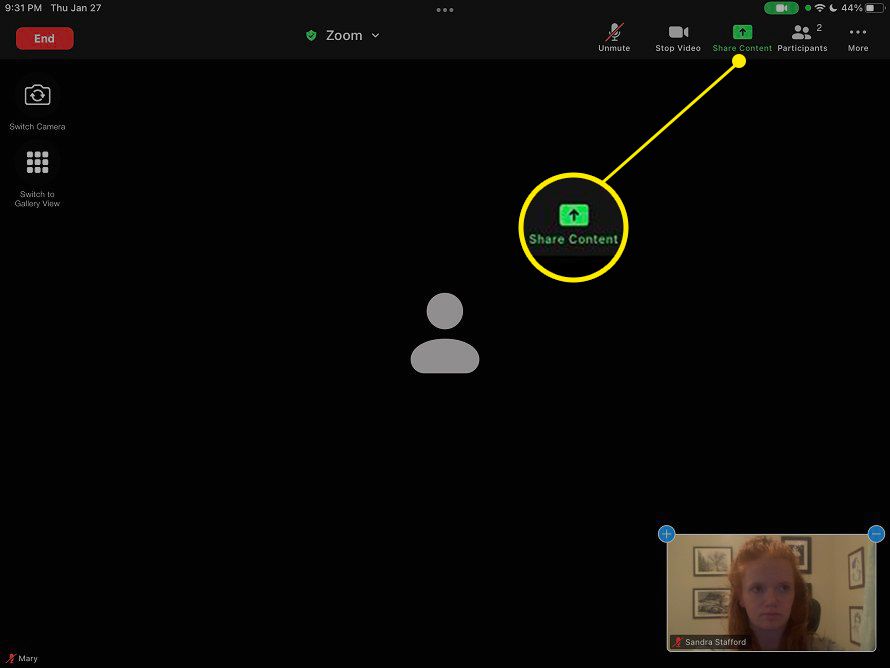 9:31 PM Thu Jan 27
44%
End
Zoom
Unmute
Stop Video
Share Content
Participants
2
More
Switch Camera
Switch to
Gallery View
Share Content
Sandra Stafford
Mary